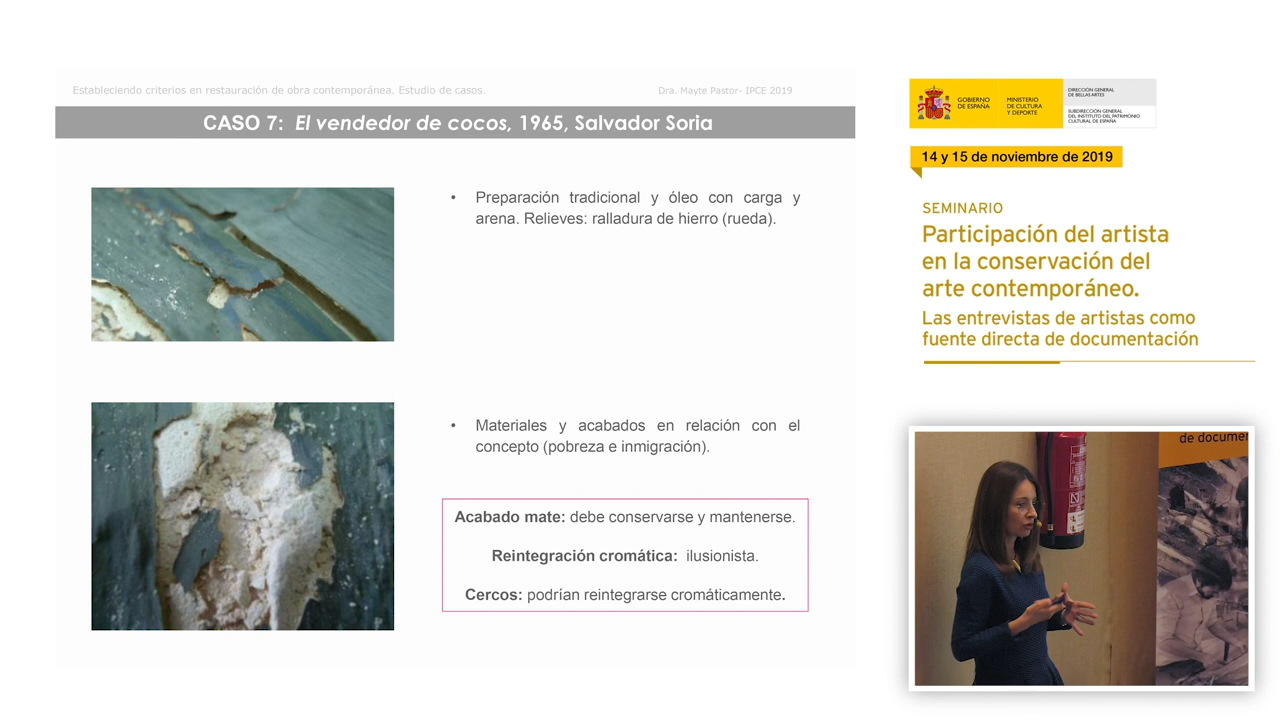 Estableciendo criterios en restauración de obra contemporánea. Estudio de casos.
Dra. Mayte Pastor- IPCE 2019
CASO 7: El vendedor de cocos, 1965, Salvador Soria
• Preparación tradicional y óleo con carga y
arena. Relieves: ralladura de hierro (rueda).
• Materiales y acabados en relación con el
concepto (pobreza e inmigración).
Acabado mate: debe conservarse y mantenerse.
Reintegración cromática: ilusionista.
Cercos: podrían reintegrarse cromáticamente.
GOBIERNO
DE ESPAÑA
MINISTERIO
DE CULTURA
Y DEPORTE
DIRECCIÓN GENERAL
DE BELLAS ARTES
SUBDIRECCIÓN GENERAL
DEL INSTITUTO DEL PATRIMONIO
CULTURAL DE ESPAÑA
14 y 15 de noviembre de 2019
SEMINARIO
Participación del artista
en la conservación del
arte contemporáneo.
Las entrevistas de artistas como
fuente directa de documentación
de documen